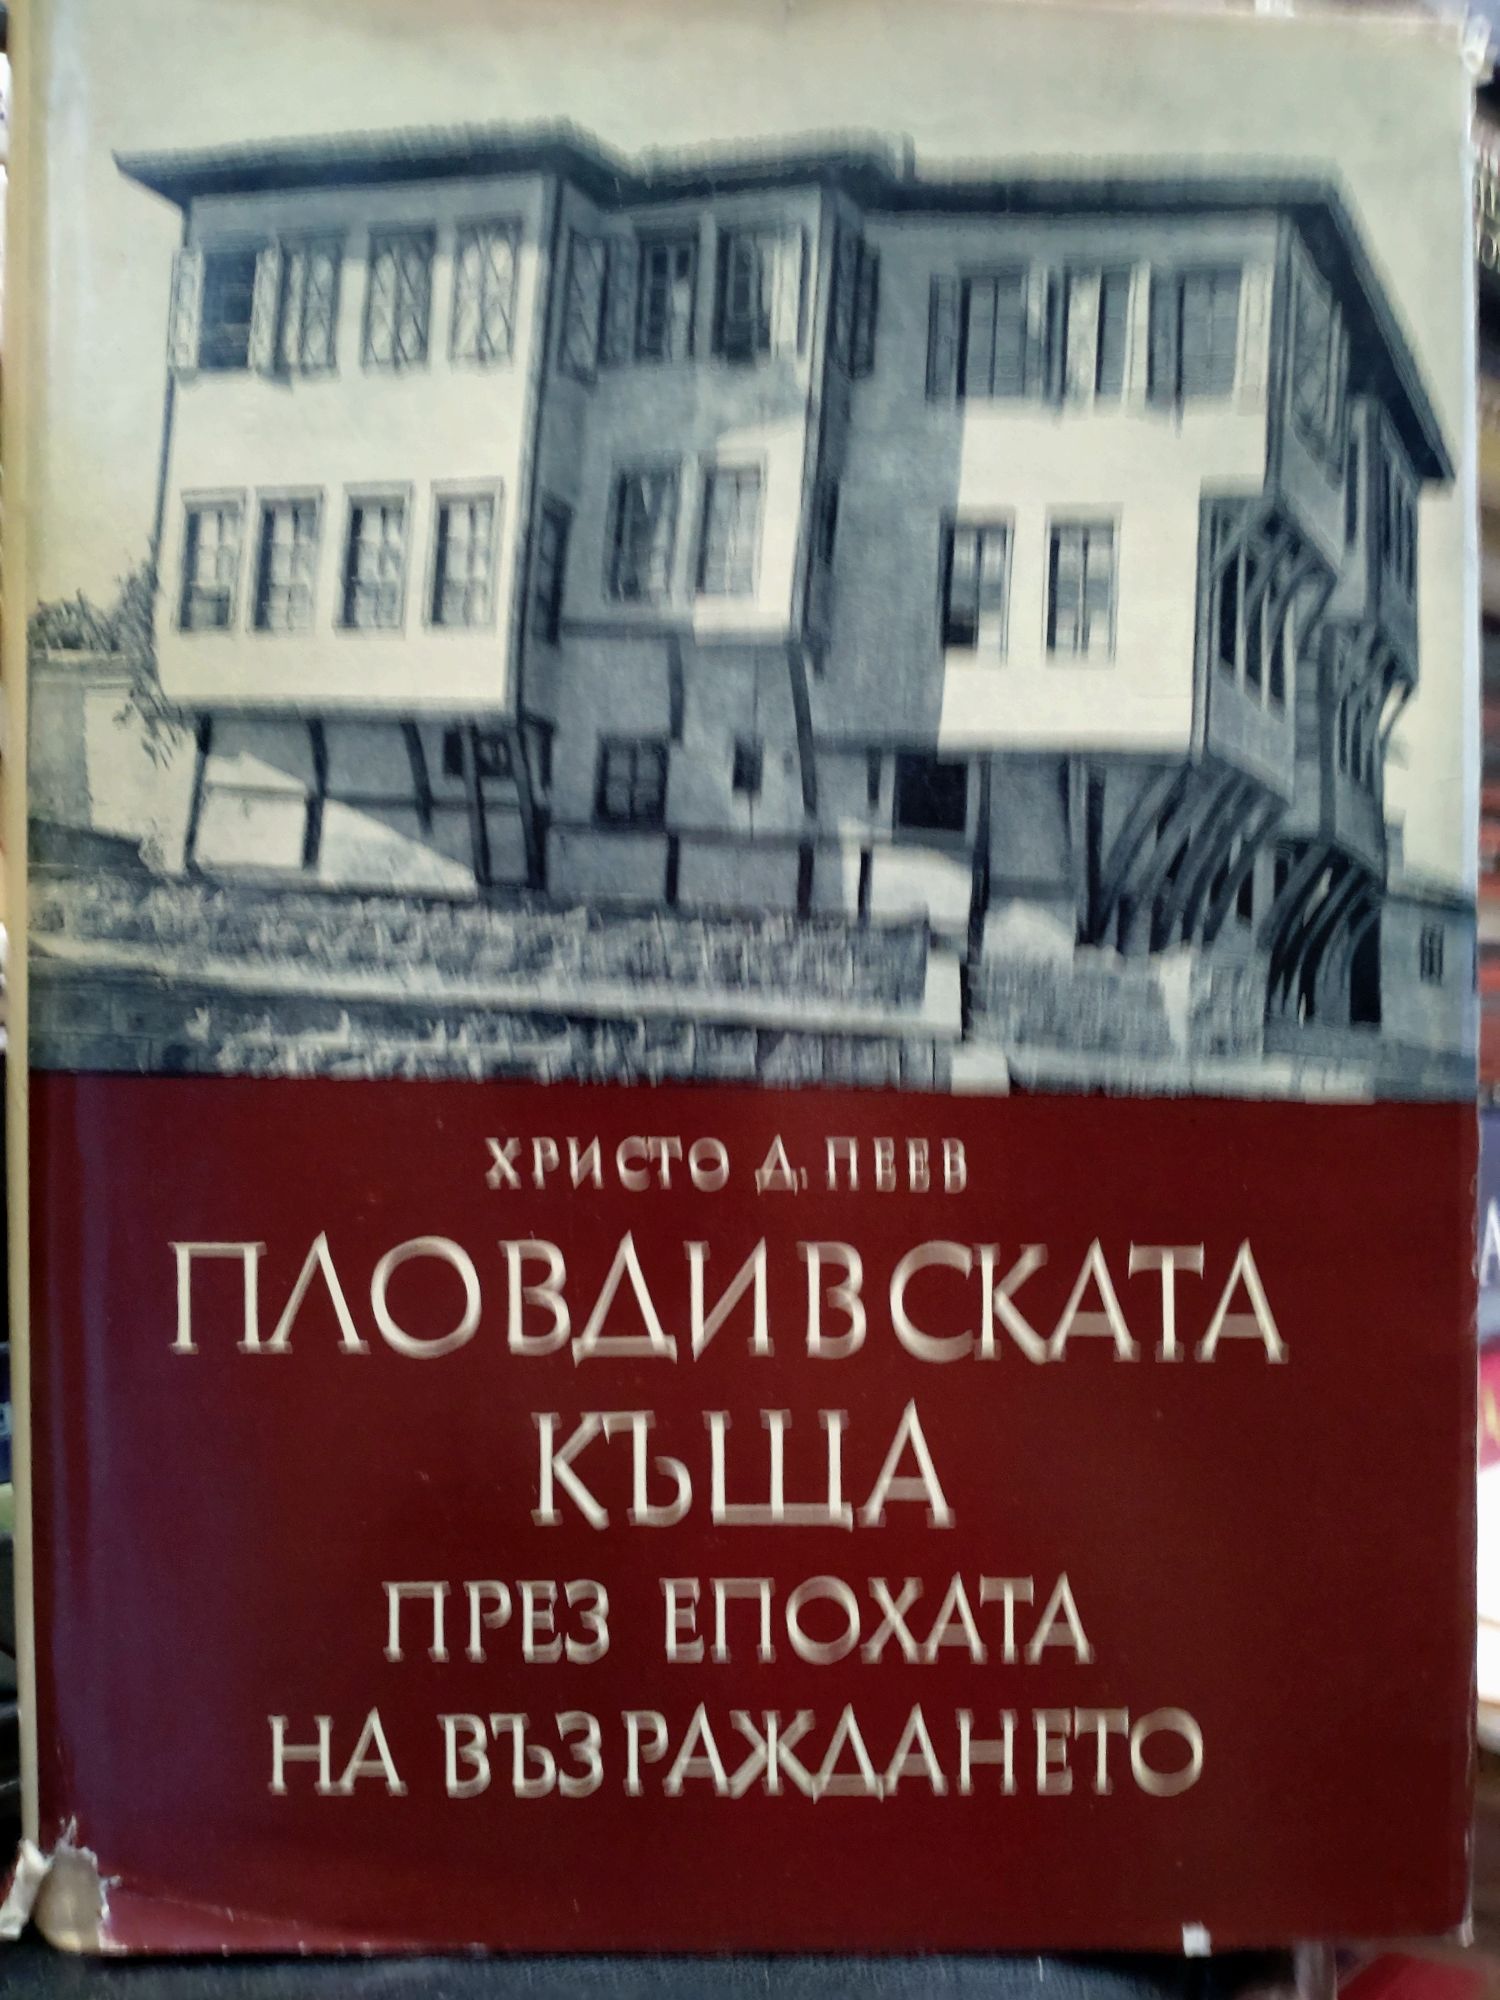 ХРИСТО Д. ПЕЕВ
ПЛОВДИВСКАТА
КЪЩА
ПРЕЗ ЕПОХАТА
НА ВЪЗРАЖДАНЕТО